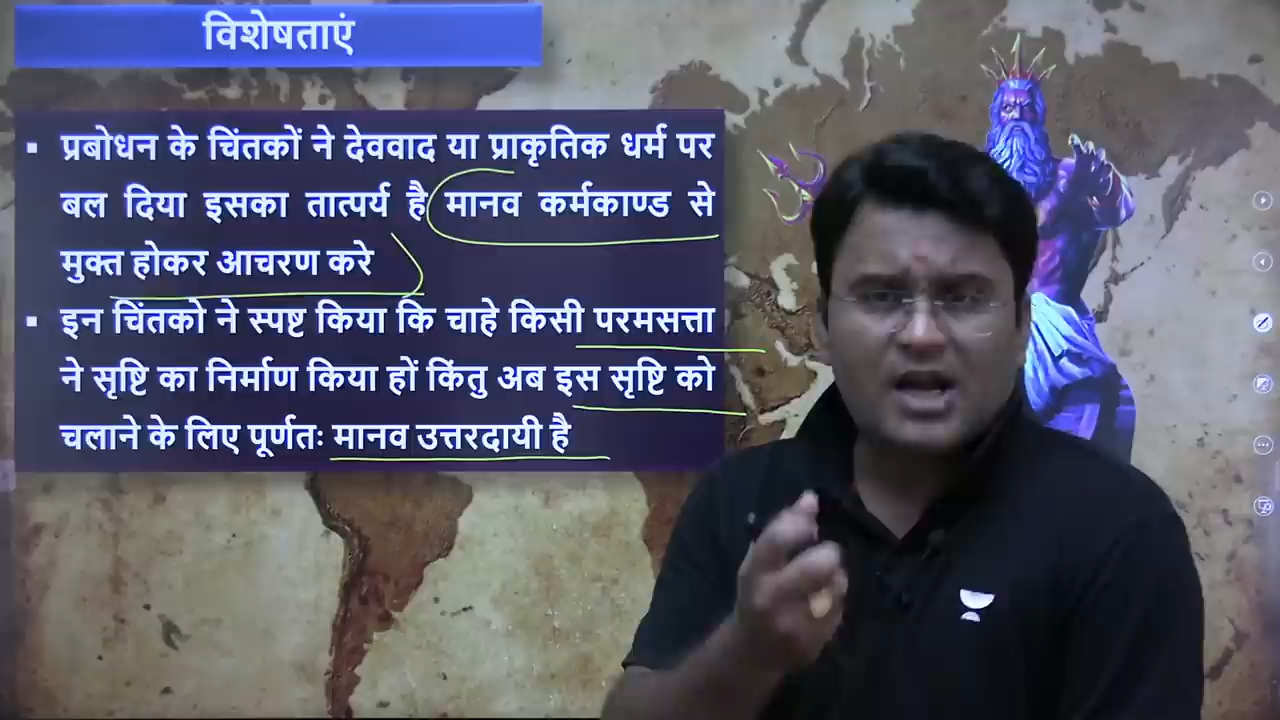 विशेषताएं
प्रबोधन के चिंतकों ने देववाद या प्राकृतिक धर्म पर
बल दिया इसका तात्पर्य है मानव कर्मकाण्ड से
मुक्त होकर आचरण करे
इन चिंतको ने स्पष्ट किया कि चाहे किसी परमसत्ता
ने सृष्टि का निर्माण किया हों किंतु अब इस सृष्टि को
चलाने के लिए पूर्णतः मानव उत्तरदायी है